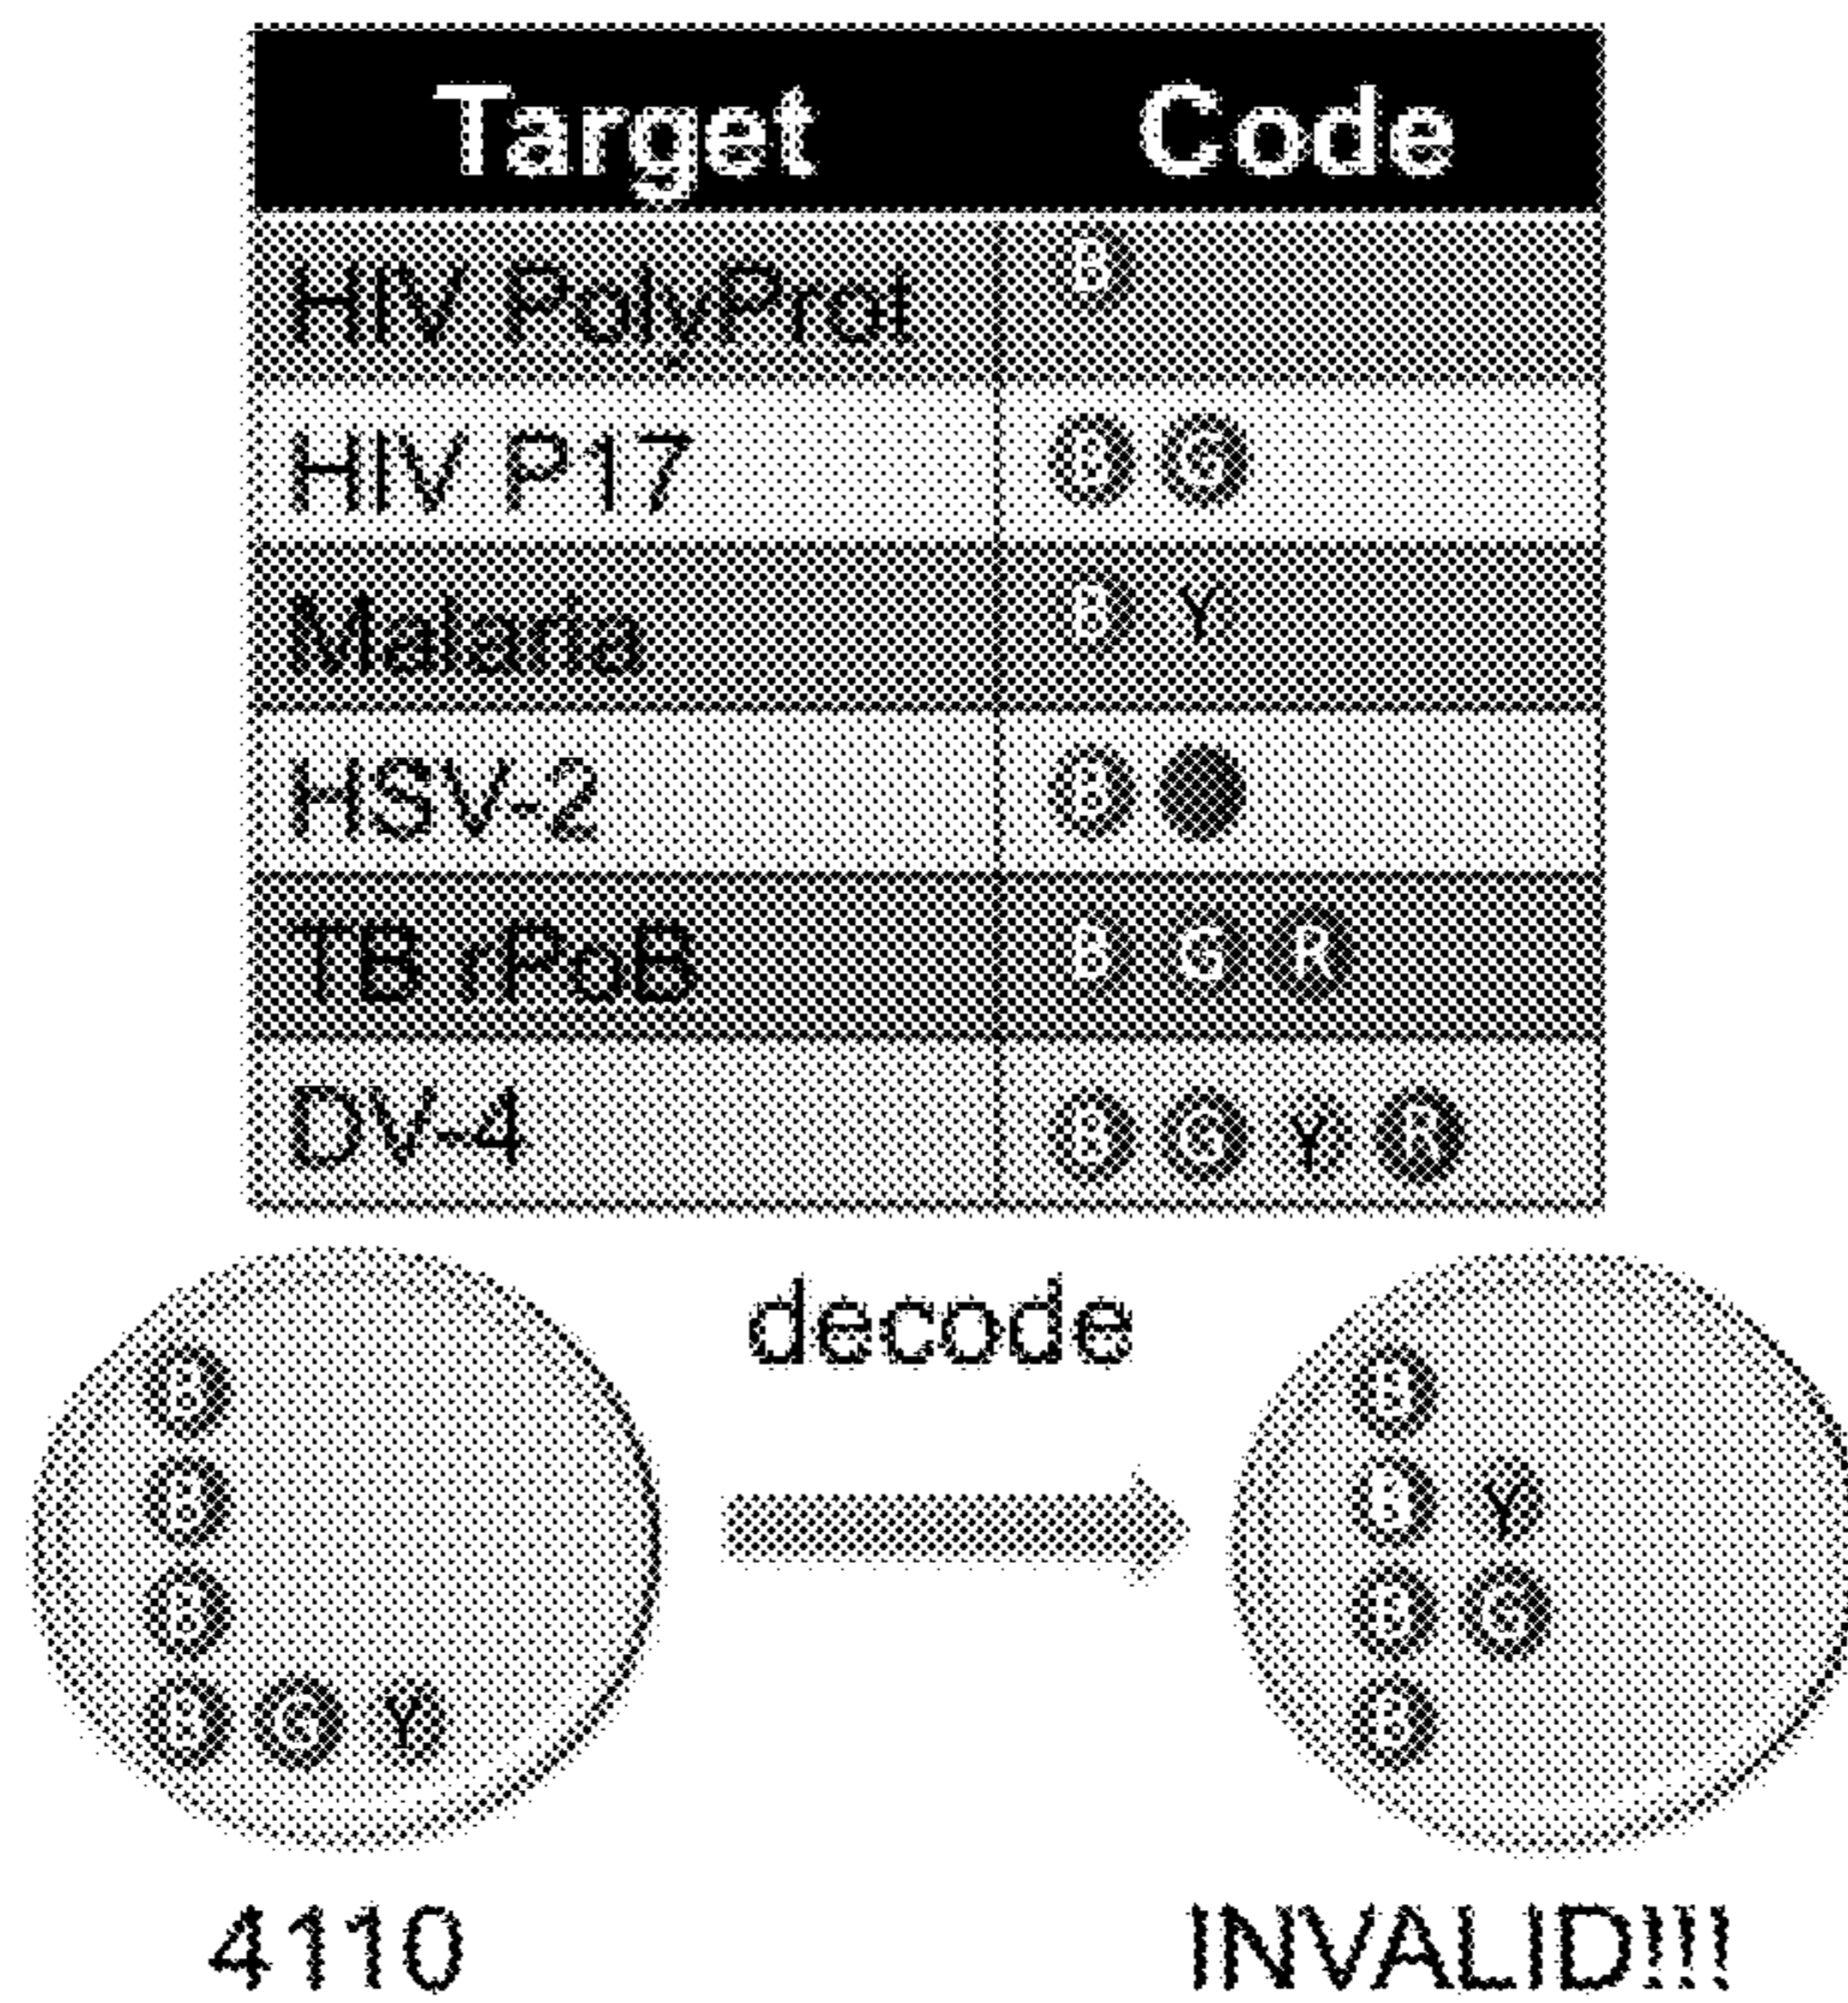 Target Code
HIV PolyProt B
HIV P17 B G
Malaria B Y
HSV-2 B
TB rPoB B G R
DV-4 B G Y R
decode
B
B
B
B G Y
B
B Y
B G
B
4110
INVALID!!!